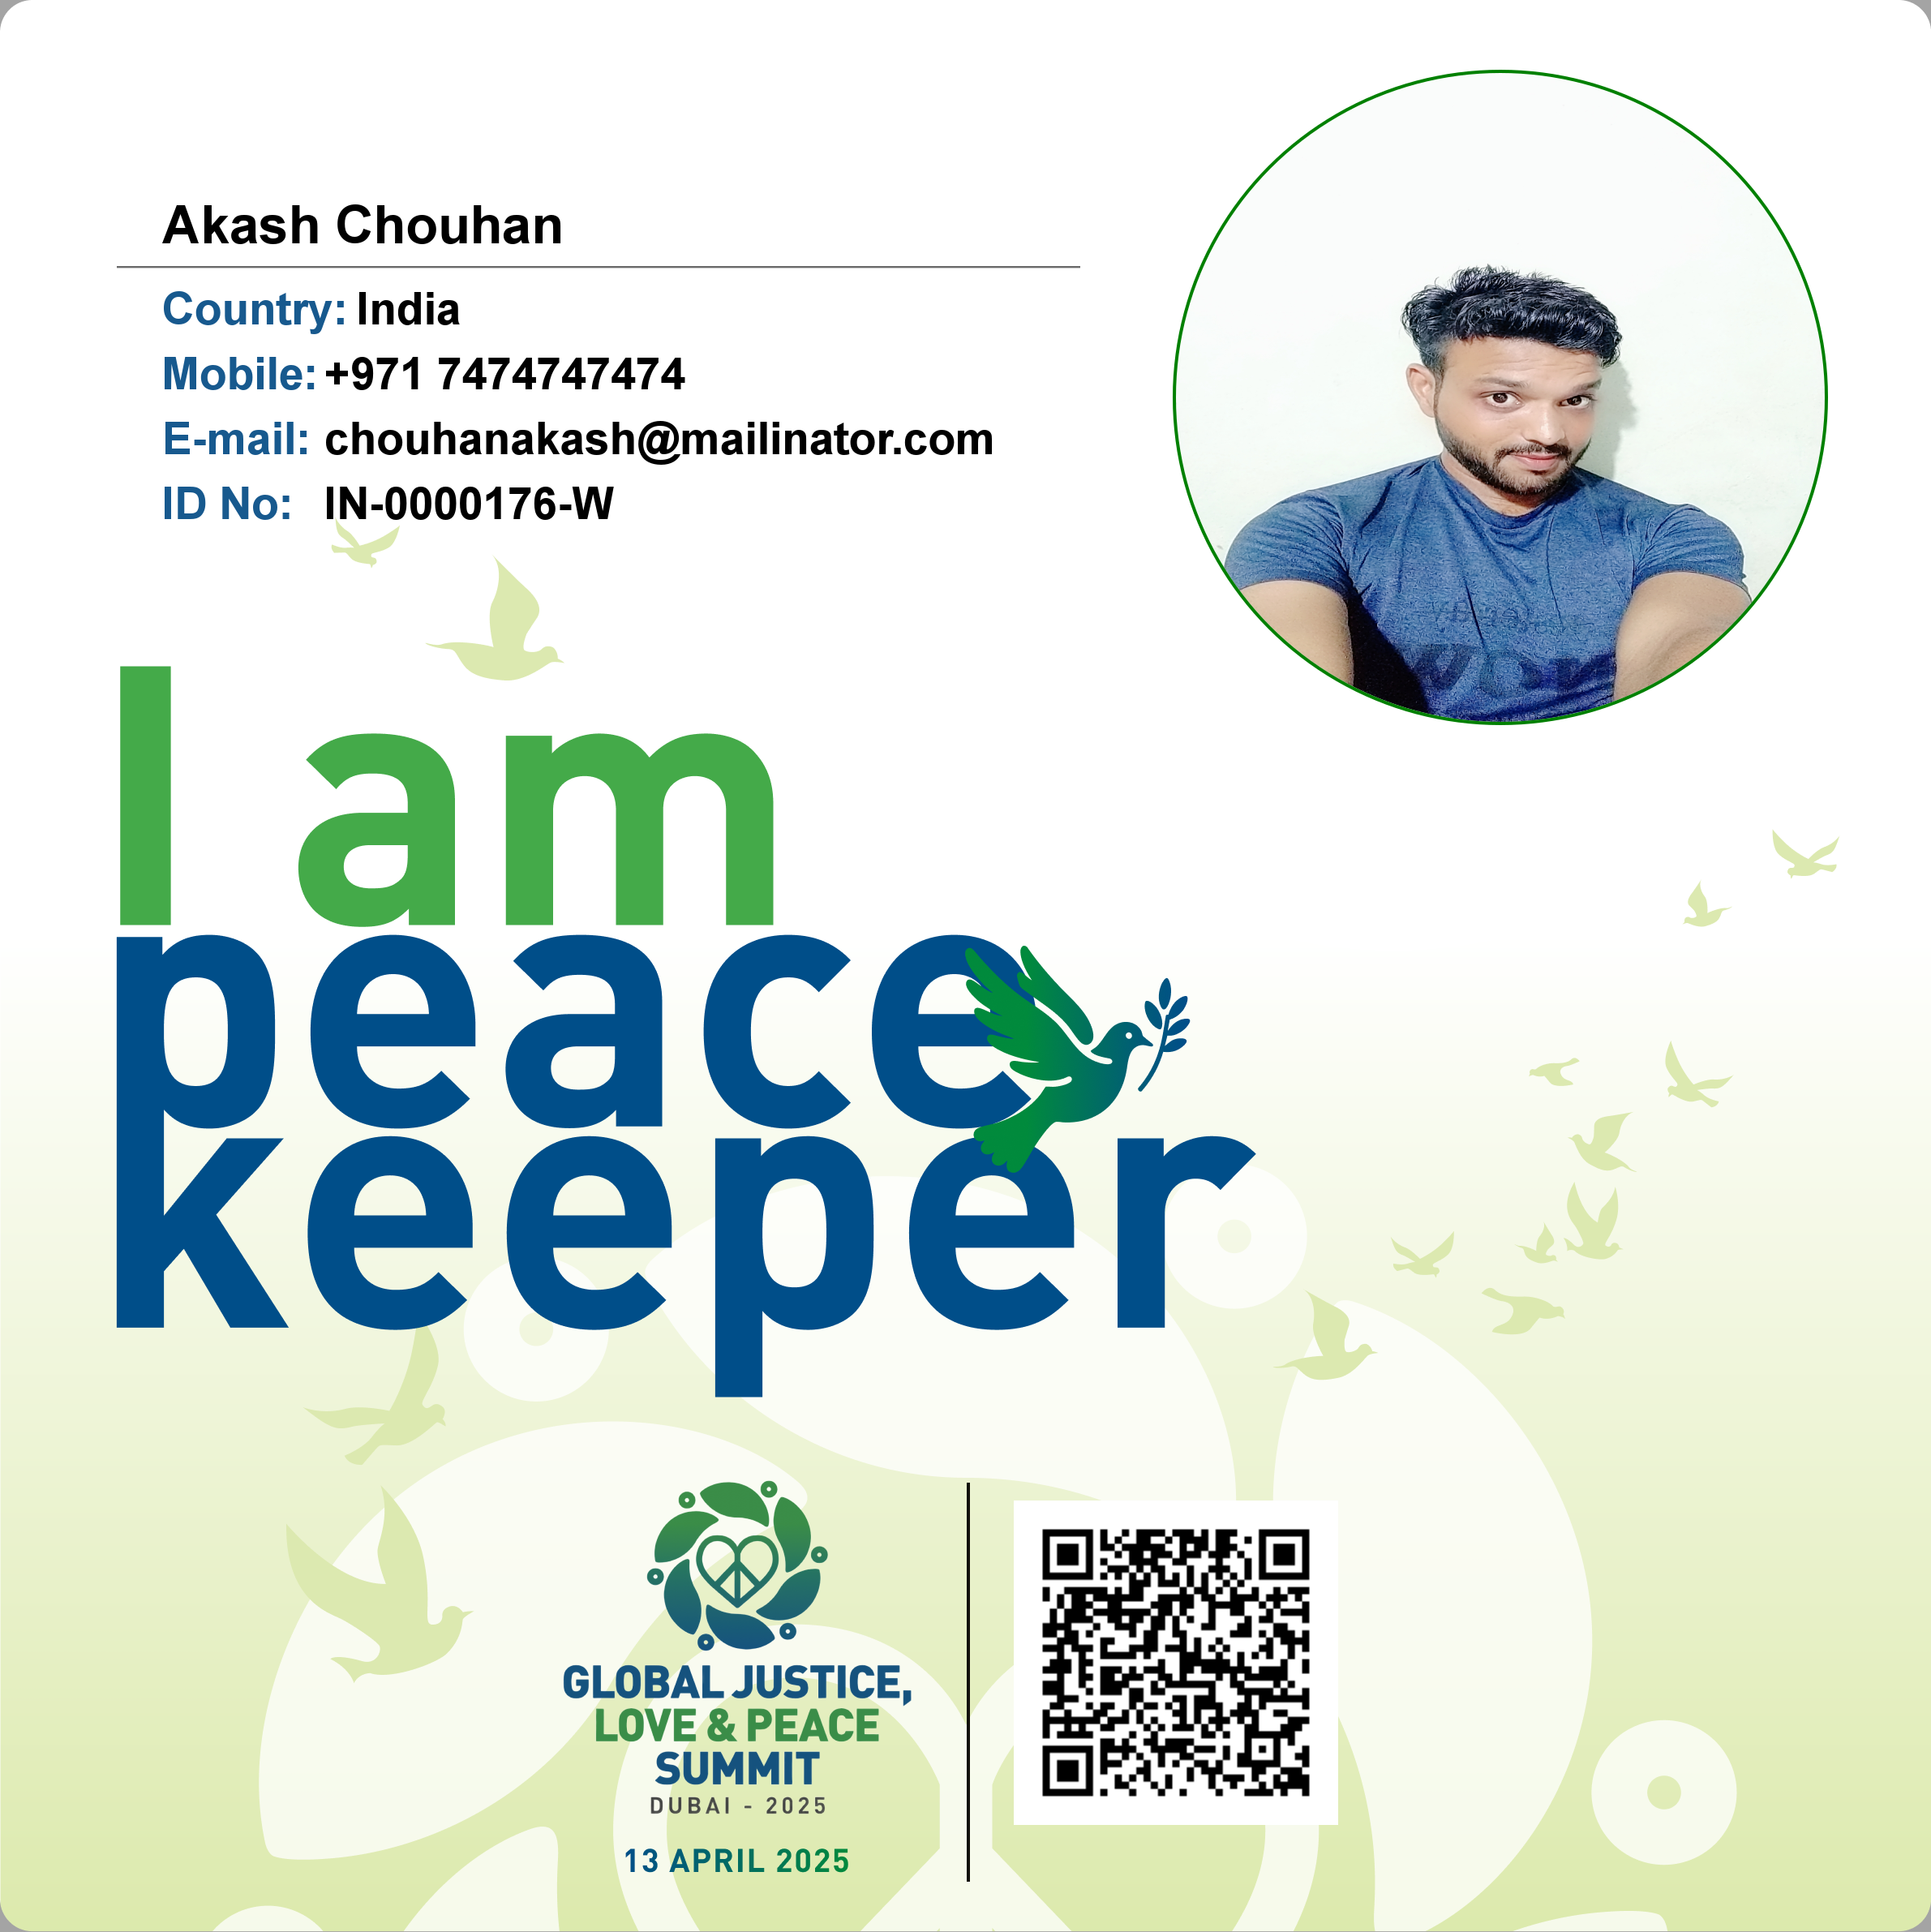 Akash Chouhan
Country: India
Mobile: +971 7474747474
E-mail: chouhanakash@mailinator.com
ID No: IN-0000176-W
I am
peace
keeper
GLOBAL JUSTICE,
LOVE & PEACE
SUMMIT
DUBAI - 2025
13 APRIL 2025